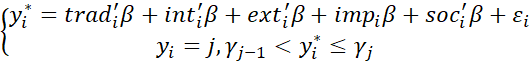 y_i^* = trad_i'β + int_i'β + ext_i'β + imp_iβ + soc_i'β + ε_i
y_i = j, γ_{j−1} < y_i^* ≤ γ_j